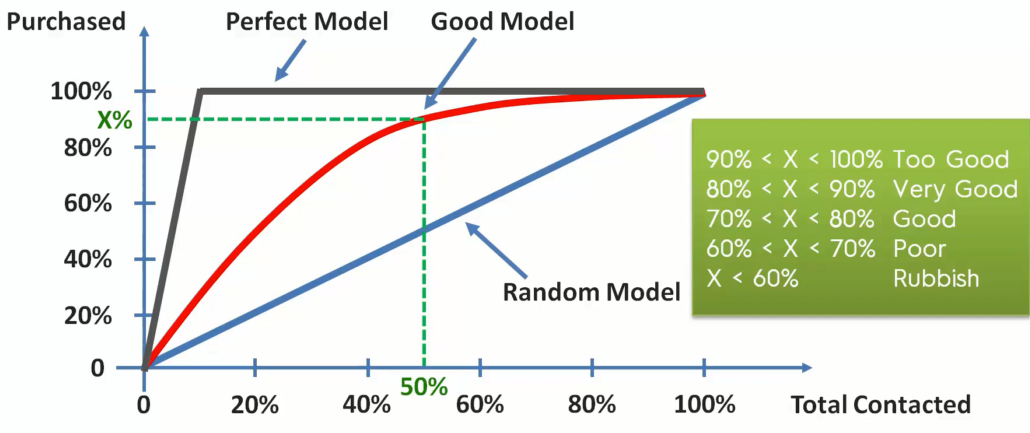 Purchased
Perfect Model
Good Model
100%
X%
80%
60%
40%
20%
0
90% < X < 100% Too Good
80% < X < 90% Very Good
70% < X < 80% Good
60% < X < 70% Poor
X < 60% Rubbish
Random Model
50%
0 20% 40% 60% 80% 100% Total Contacted